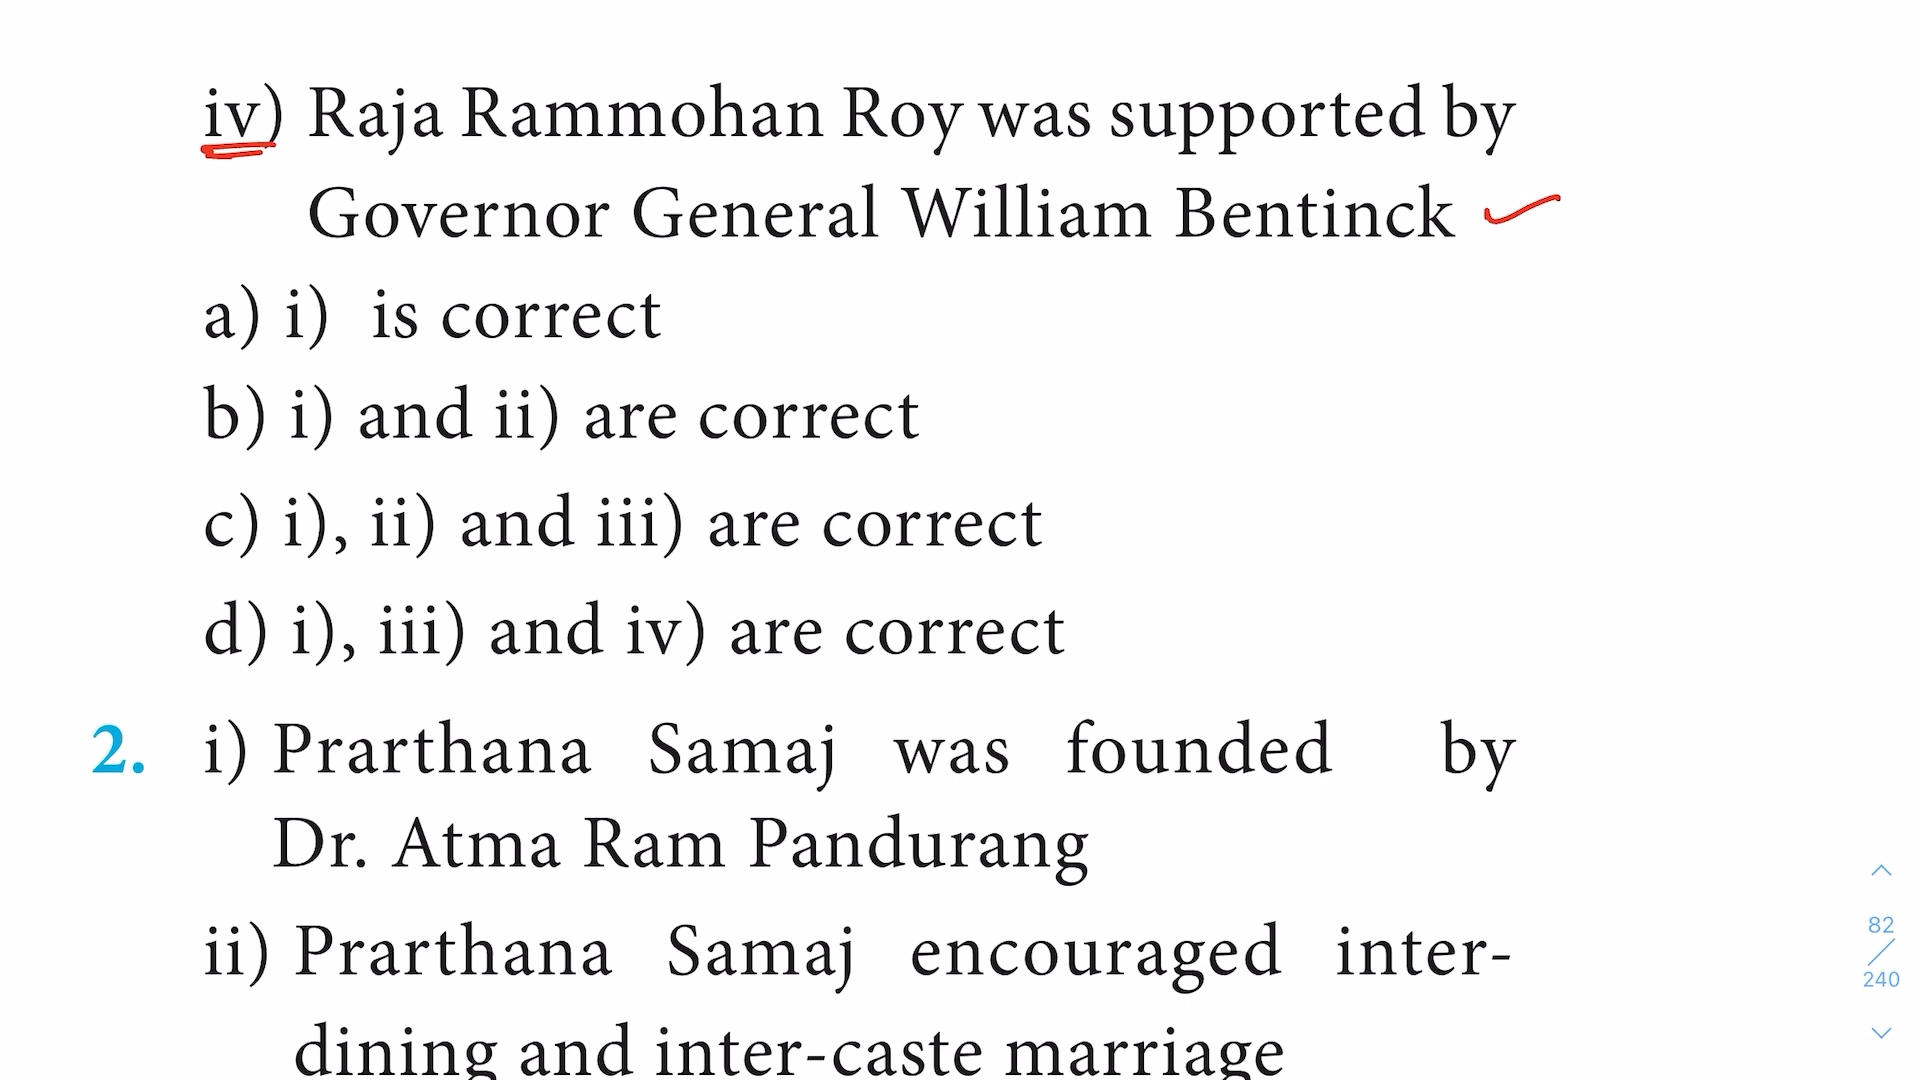 iv) Raja Rammohan Roy was supported by
Governor General William Bentinck
a) i) is correct
b) i) and ii) are correct
c) i), ii) and iii) are correct
d) i), iii) and iv) are correct
2. i) Prarthana Samaj was founded by
Dr. Atma Ram Pandurang
ii) Prarthana Samaj encouraged inter-
dining and inter-caste marriage
82
240